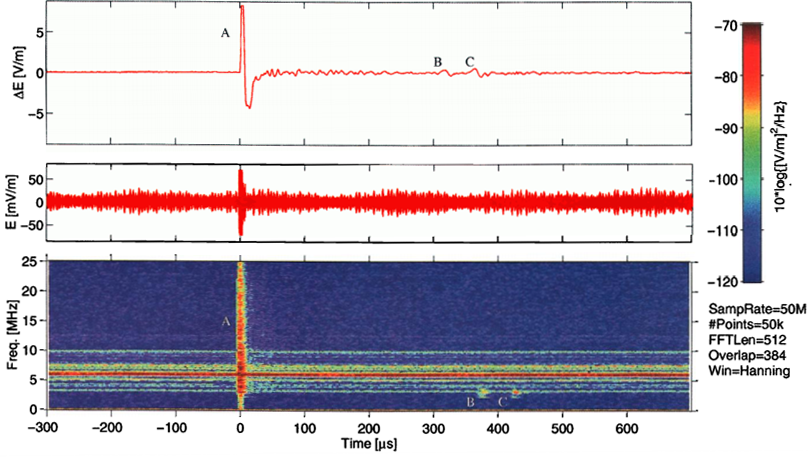 ΔE [V/m]
5
0
−5
A
B
C
E [mV/m]
50
0
−50
Freq. [MHz]
25
20
15
10
5
0
A
B
C
−300 −200 −100 0 100 200 300 400 500 600
Time [μs]
−70
−80
−90
−100
−110
−120
10*log([V/m]^2/Hz)
SampRate=50M
#Points=50k
FFTLen=512
Overlap=384
Win=Hanning